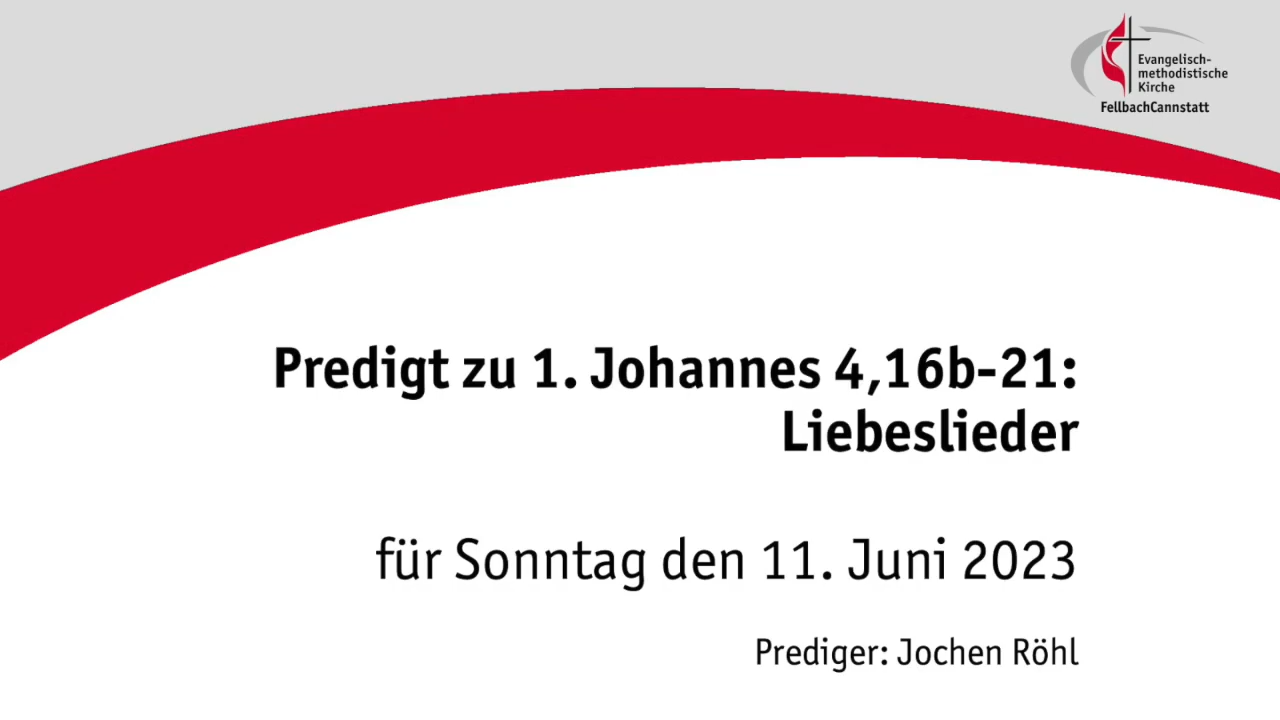 Evangelisch-
methodistische
Kirche
FellbachCannstatt
Predigt zu 1. Johannes 4,16b-21:
Liebeslieder
für Sonntag den 11. Juni 2023
Prediger: Jochen Röhl